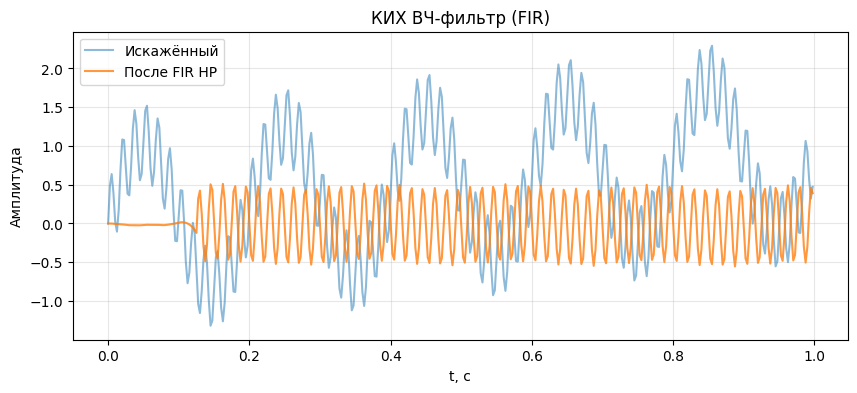 КИХ ВЧ-фильтр (FIR)
Искажённый
После FIR HP
Амплитуда
2.0
1.5
1.0
0.5
0.0
−0.5
−1.0
0.0 0.2 0.4 0.6 0.8 1.0
t, с